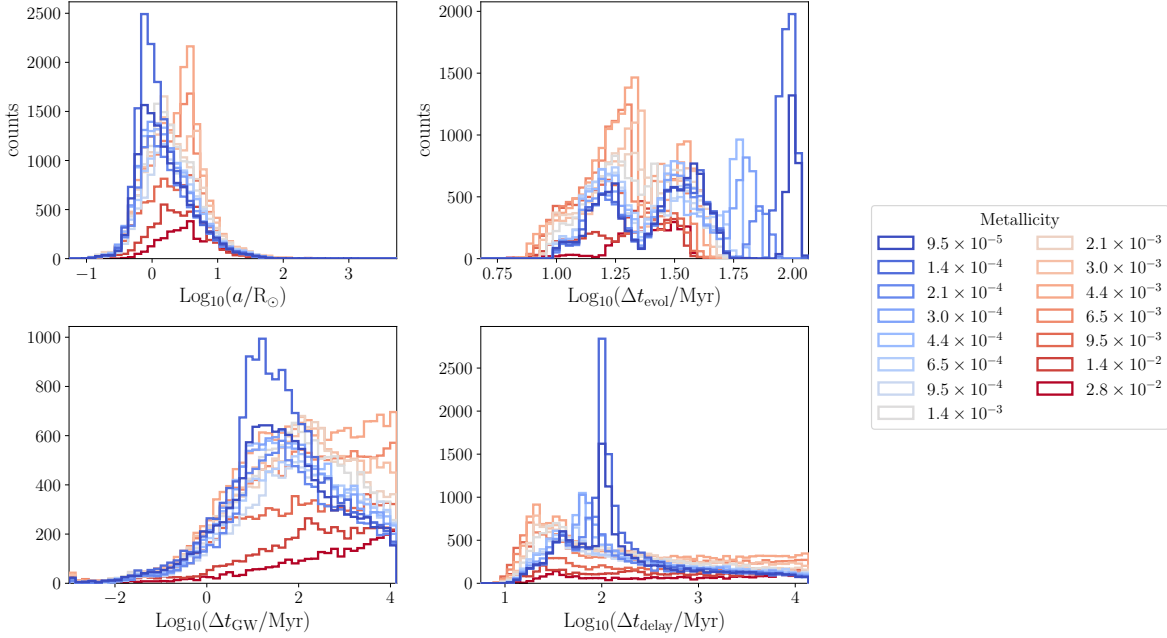 2500
2000
1500
1000
500
0
counts
−1
0
1
2
3
Log₁₀(a/R☉)
2000
1500
1000
500
0
counts
0.75
1.00
1.25
1.50
1.75
2.00
Log₁₀(Δt_evol/Myr)
1000
800
600
400
200
0
−2
0
2
4
Log₁₀(Δt_GW/Myr)
2500
2000
1500
1000
500
0
1
2
3
4
Log₁₀(Δt_delay/Myr)
Metallicity
9.5 × 10⁻⁵
1.4 × 10⁻⁴
2.1 × 10⁻⁴
3.0 × 10⁻⁴
4.4 × 10⁻⁴
6.5 × 10⁻⁴
9.5 × 10⁻⁴
1.4 × 10⁻³
2.1 × 10⁻³
3.0 × 10⁻³
4.4 × 10⁻³
6.5 × 10⁻³
9.5 × 10⁻³
1.4 × 10⁻²
2.8 × 10⁻²